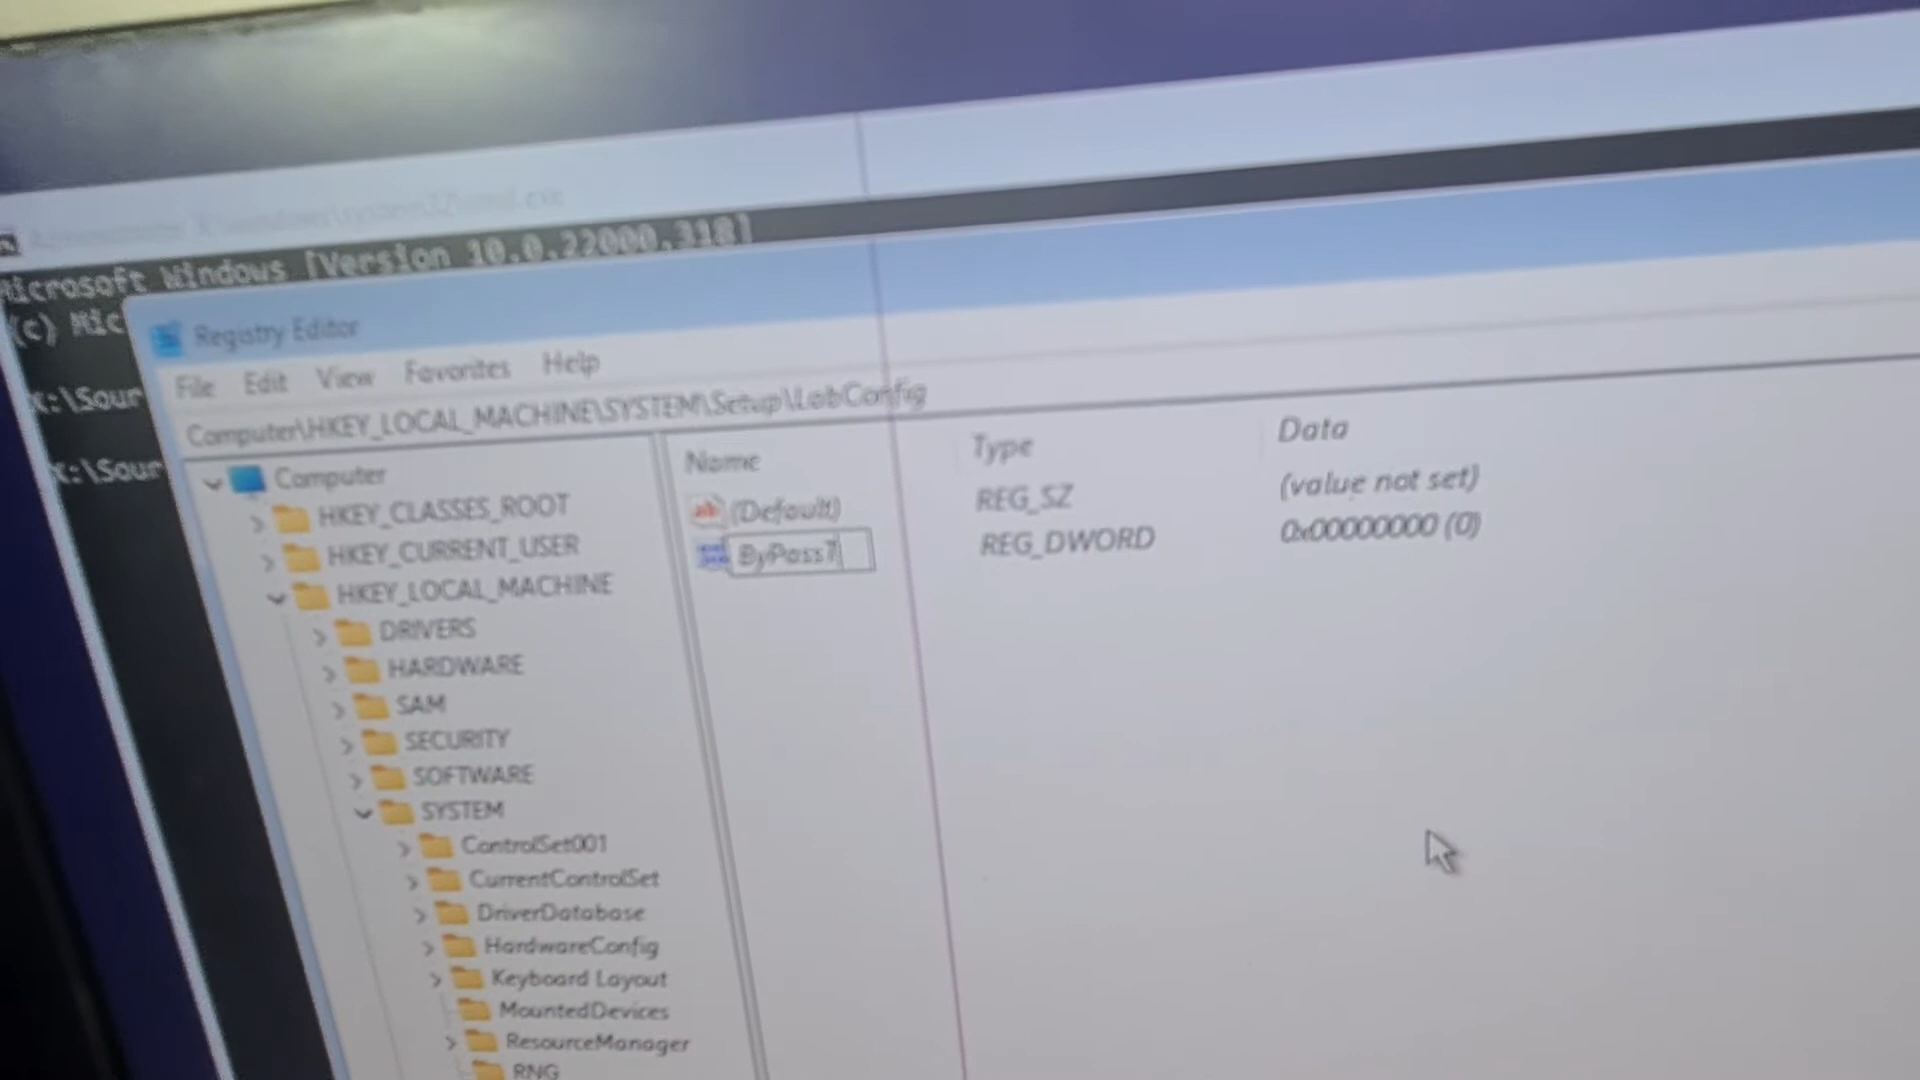 Microsoft Windows [Version 10.0.22000.318]
(c) Mic
X:\Sour
X:\Sour
Registry Editor
File Edit View Favorites Help
Computer\HKEY_LOCAL_MACHINE\SYSTEM\Setup\LabConfig
Name Type Data
(Default) REG_SZ (value not set)
ByPassT REG_DWORD 0x00000000 (0)
Computer
HKEY_CLASSES_ROOT
HKEY_CURRENT_USER
HKEY_LOCAL_MACHINE
DRIVERS
HARDWARE
SAM
SECURITY
SOFTWARE
SYSTEM
ControlSet001
CurrentControlSet
DriverDatabase
HardwareConfig
Keyboard Layout
MountedDevices
ResourceManager
RNG